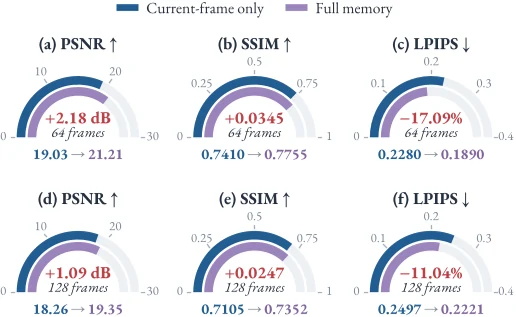 Current-frame only Full memory
(a) PSNR ↑ (b) SSIM ↑ (c) LPIPS ↓
0 10 20 30 0 0.25 0.5 0.75 1 0 0.1 0.2 0.3 0.4
+2.18 dB +0.0345 −17.09%
64 frames 64 frames 64 frames
19.03 → 21.21 0.7410 → 0.7755 0.2280 → 0.1890
(d) PSNR ↑ (e) SSIM ↑ (f) LPIPS ↓
0 10 20 30 0 0.25 0.5 0.75 1 0 0.1 0.2 0.3 0.4
+1.09 dB +0.0247 −11.04%
128 frames 128 frames 128 frames
18.26 → 19.35 0.7105 → 0.7352 0.2497 → 0.2221